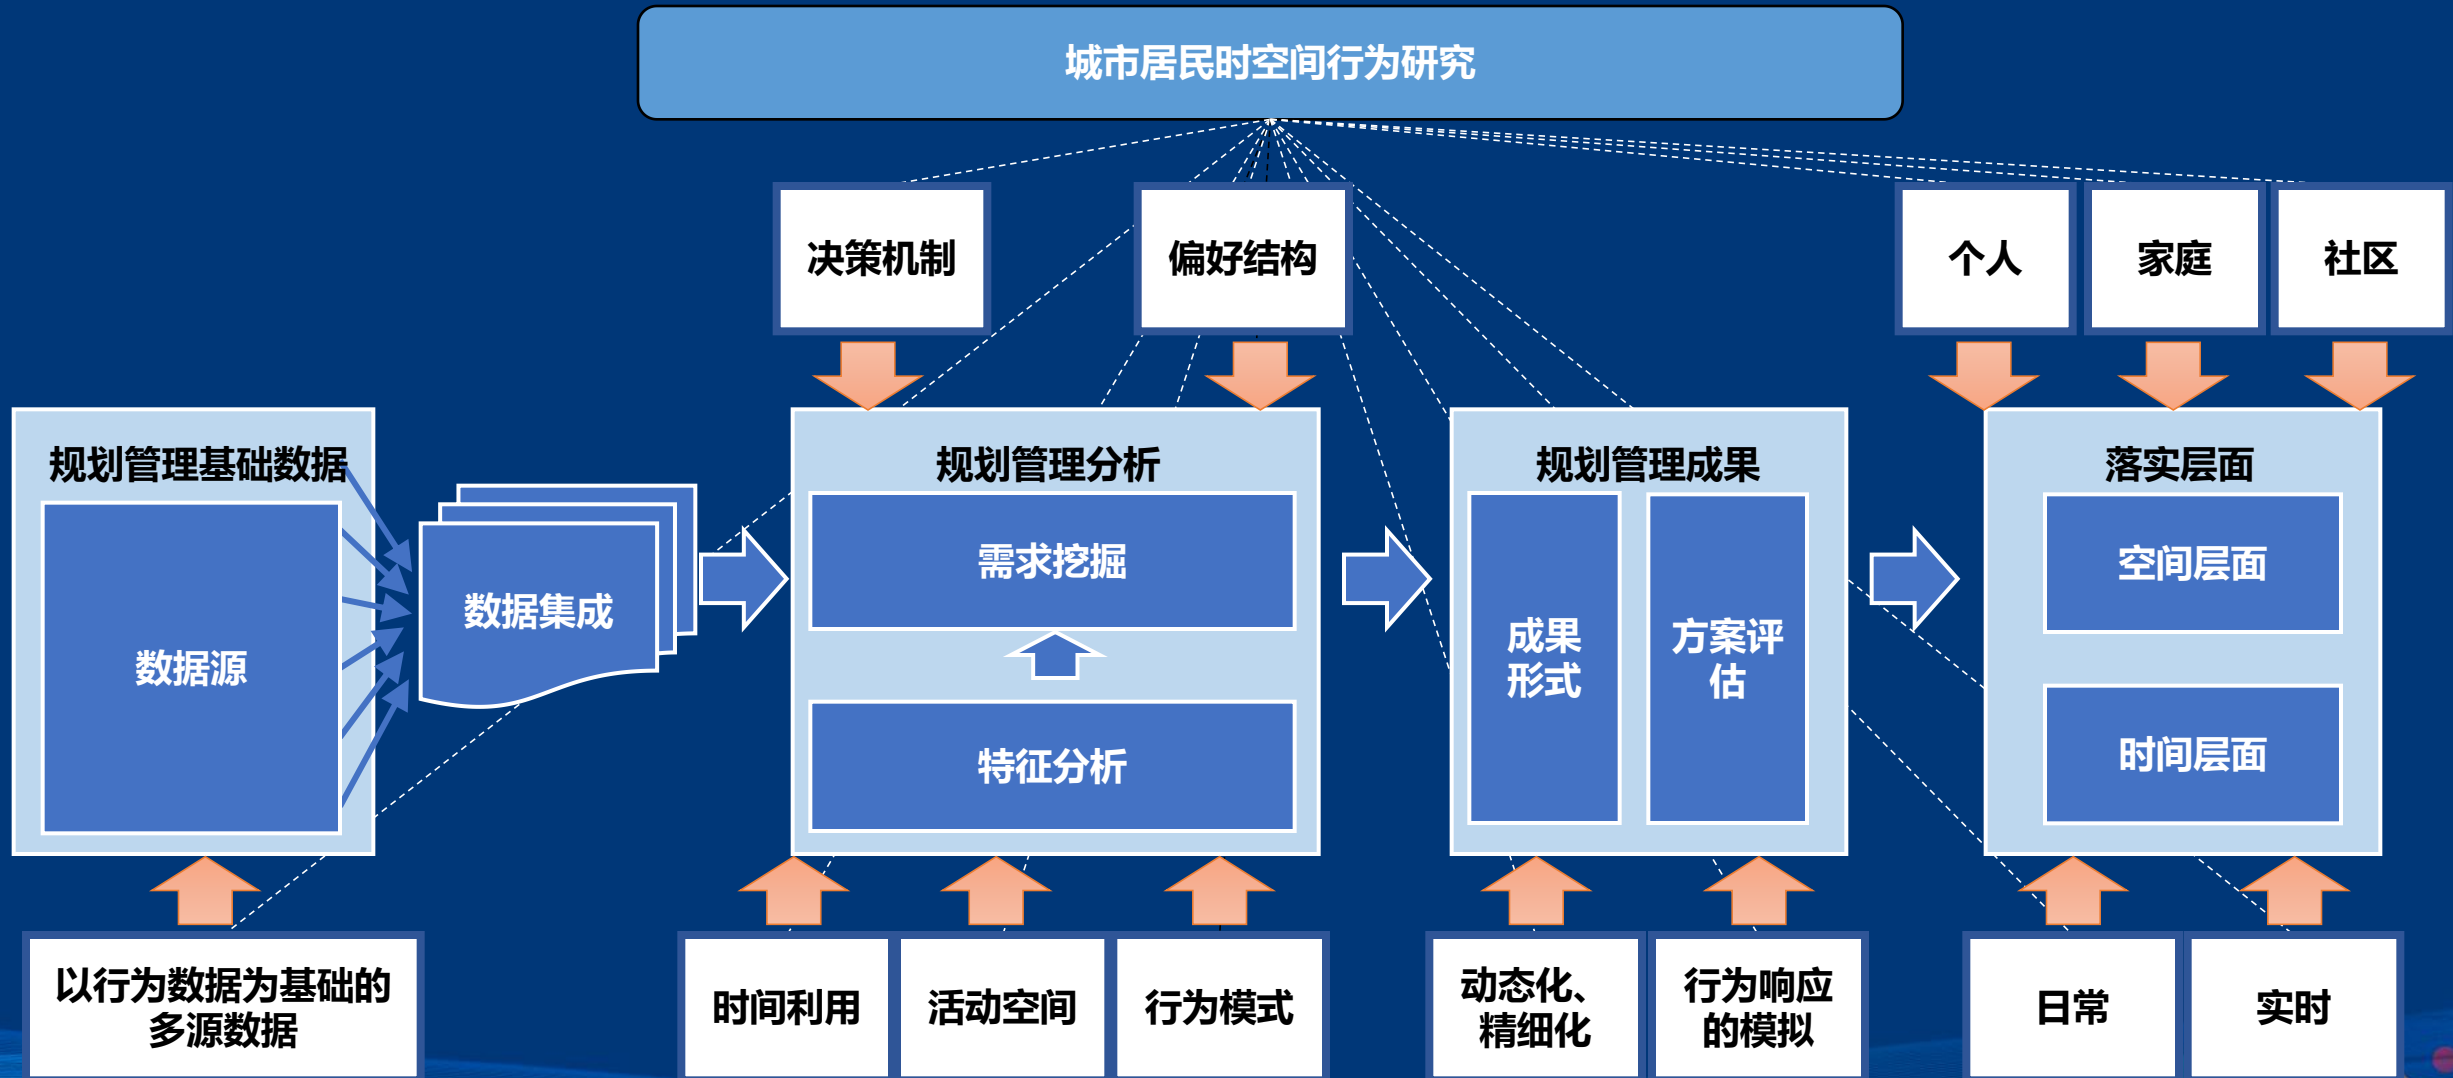 城市居民时空间行为研究
决策机制
偏好结构
个人
家庭
社区
规划管理基础数据
数据源
数据集成
规划管理分析
需求挖掘
特征分析
规划管理成果
成果
形式
方案评
估
落实层面
空间层面
时间层面
以行为数据为基础的
多源数据
时间利用
活动空间
行为模式
动态化、
精细化
行为响应
的模拟
日常
实时